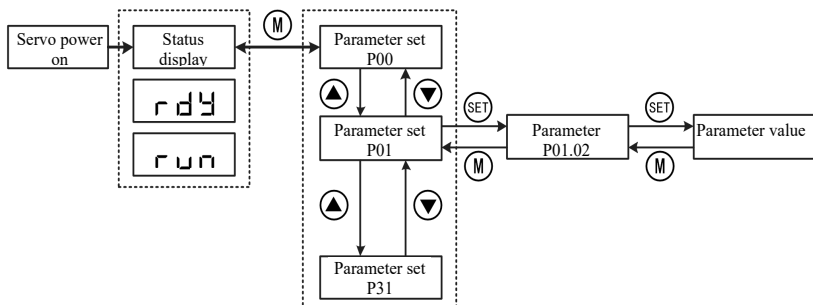 Servo power
on
Status
display
rdY
run
M
Parameter set
P00
Parameter set
P01
SET
M
Parameter
P01.02
SET
M
Parameter value
Parameter set
P31